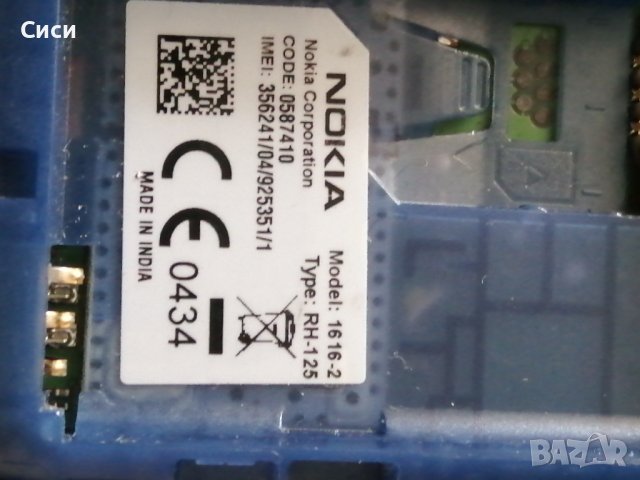 Сиси
NOKIA
Nokia Corporation
CODE: 0587410
IMEI: 356241/04/925351/1
Model: 1616-2
Type: RH-125
CE 0434
MADE IN INDIA
BAZAR